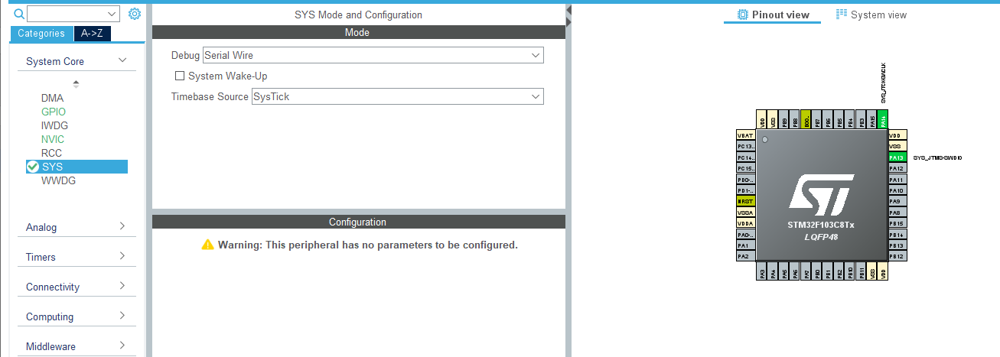 SYS Mode and Configuration
Pinout view
System view
Categories
A->Z
Mode
System Core
Debug Serial Wire
System Wake-Up
Timebase Source SysTick
DMA
GPIO
IWDG
NVIC
RCC
SYS
WWDG
Analog
Timers
Connectivity
Computing
Middleware
Configuration
Warning: This peripheral has no parameters to be configured.
SYS_JTCK-SWCLK
VDD
VSS
PB9
PB8
BOO..
PB7
PB6
PB5
PB4
PB3
PA15
PA14
VBAT
PC13..
PC14..
PC15..
PD0-..
PD1-..
NRST
VSSA
VDDA
PA0-..
PA1
PA2
VDD
VSS
PA13
SYS_JTMS-SWDIO
PA12
PA11
PA10
PA9
PA8
PB15
PB14
PB13
PB12
ST
STM32F103C8Tx
LQFP48
PA3
PA4
PA5
PA6
PA7
PB0
PB1
PB2
PB10
PB11
VSS
VDD